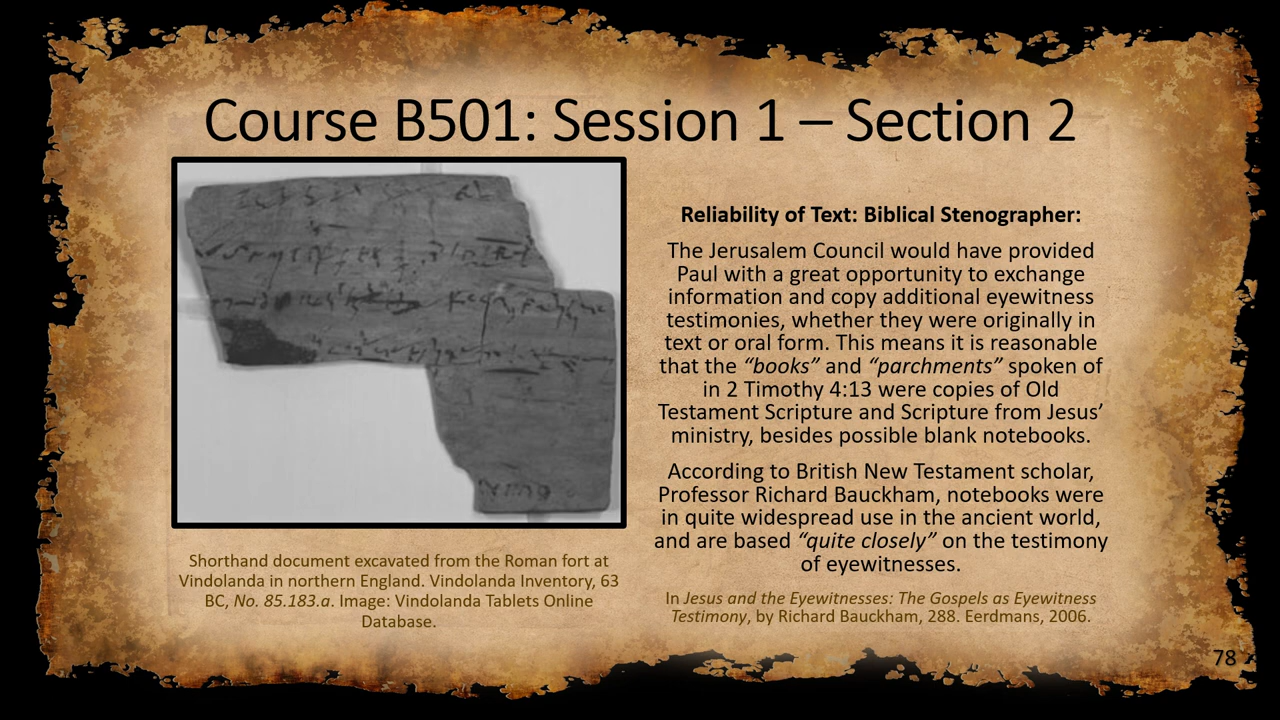 Course B501: Session 1 – Section 2
Reliability of Text: Biblical Stenographer:
The Jerusalem Council would have provided
Paul with a great opportunity to exchange
information and copy additional eyewitness
testimonies, whether they were originally in
text or oral form. This means it is reasonable
that the “books” and “parchments” spoken of
in 2 Timothy 4:13 were copies of Old
Testament Scripture and Scripture from Jesus’
ministry, besides possible blank notebooks.
According to British New Testament scholar,
Professor Richard Bauckham, notebooks were
in quite widespread use in the ancient world,
and are based “quite closely” on the testimony
of eyewitnesses.
In Jesus and the Eyewitnesses: The Gospels as Eyewitness
Testimony, by Richard Bauckham, 288. Eerdmans, 2006.
Shorthand document excavated from the Roman fort at
Vindolanda in northern England. Vindolanda Inventory, 63
BC, No. 85.183.a. Image: Vindolanda Tablets Online
Database.
78